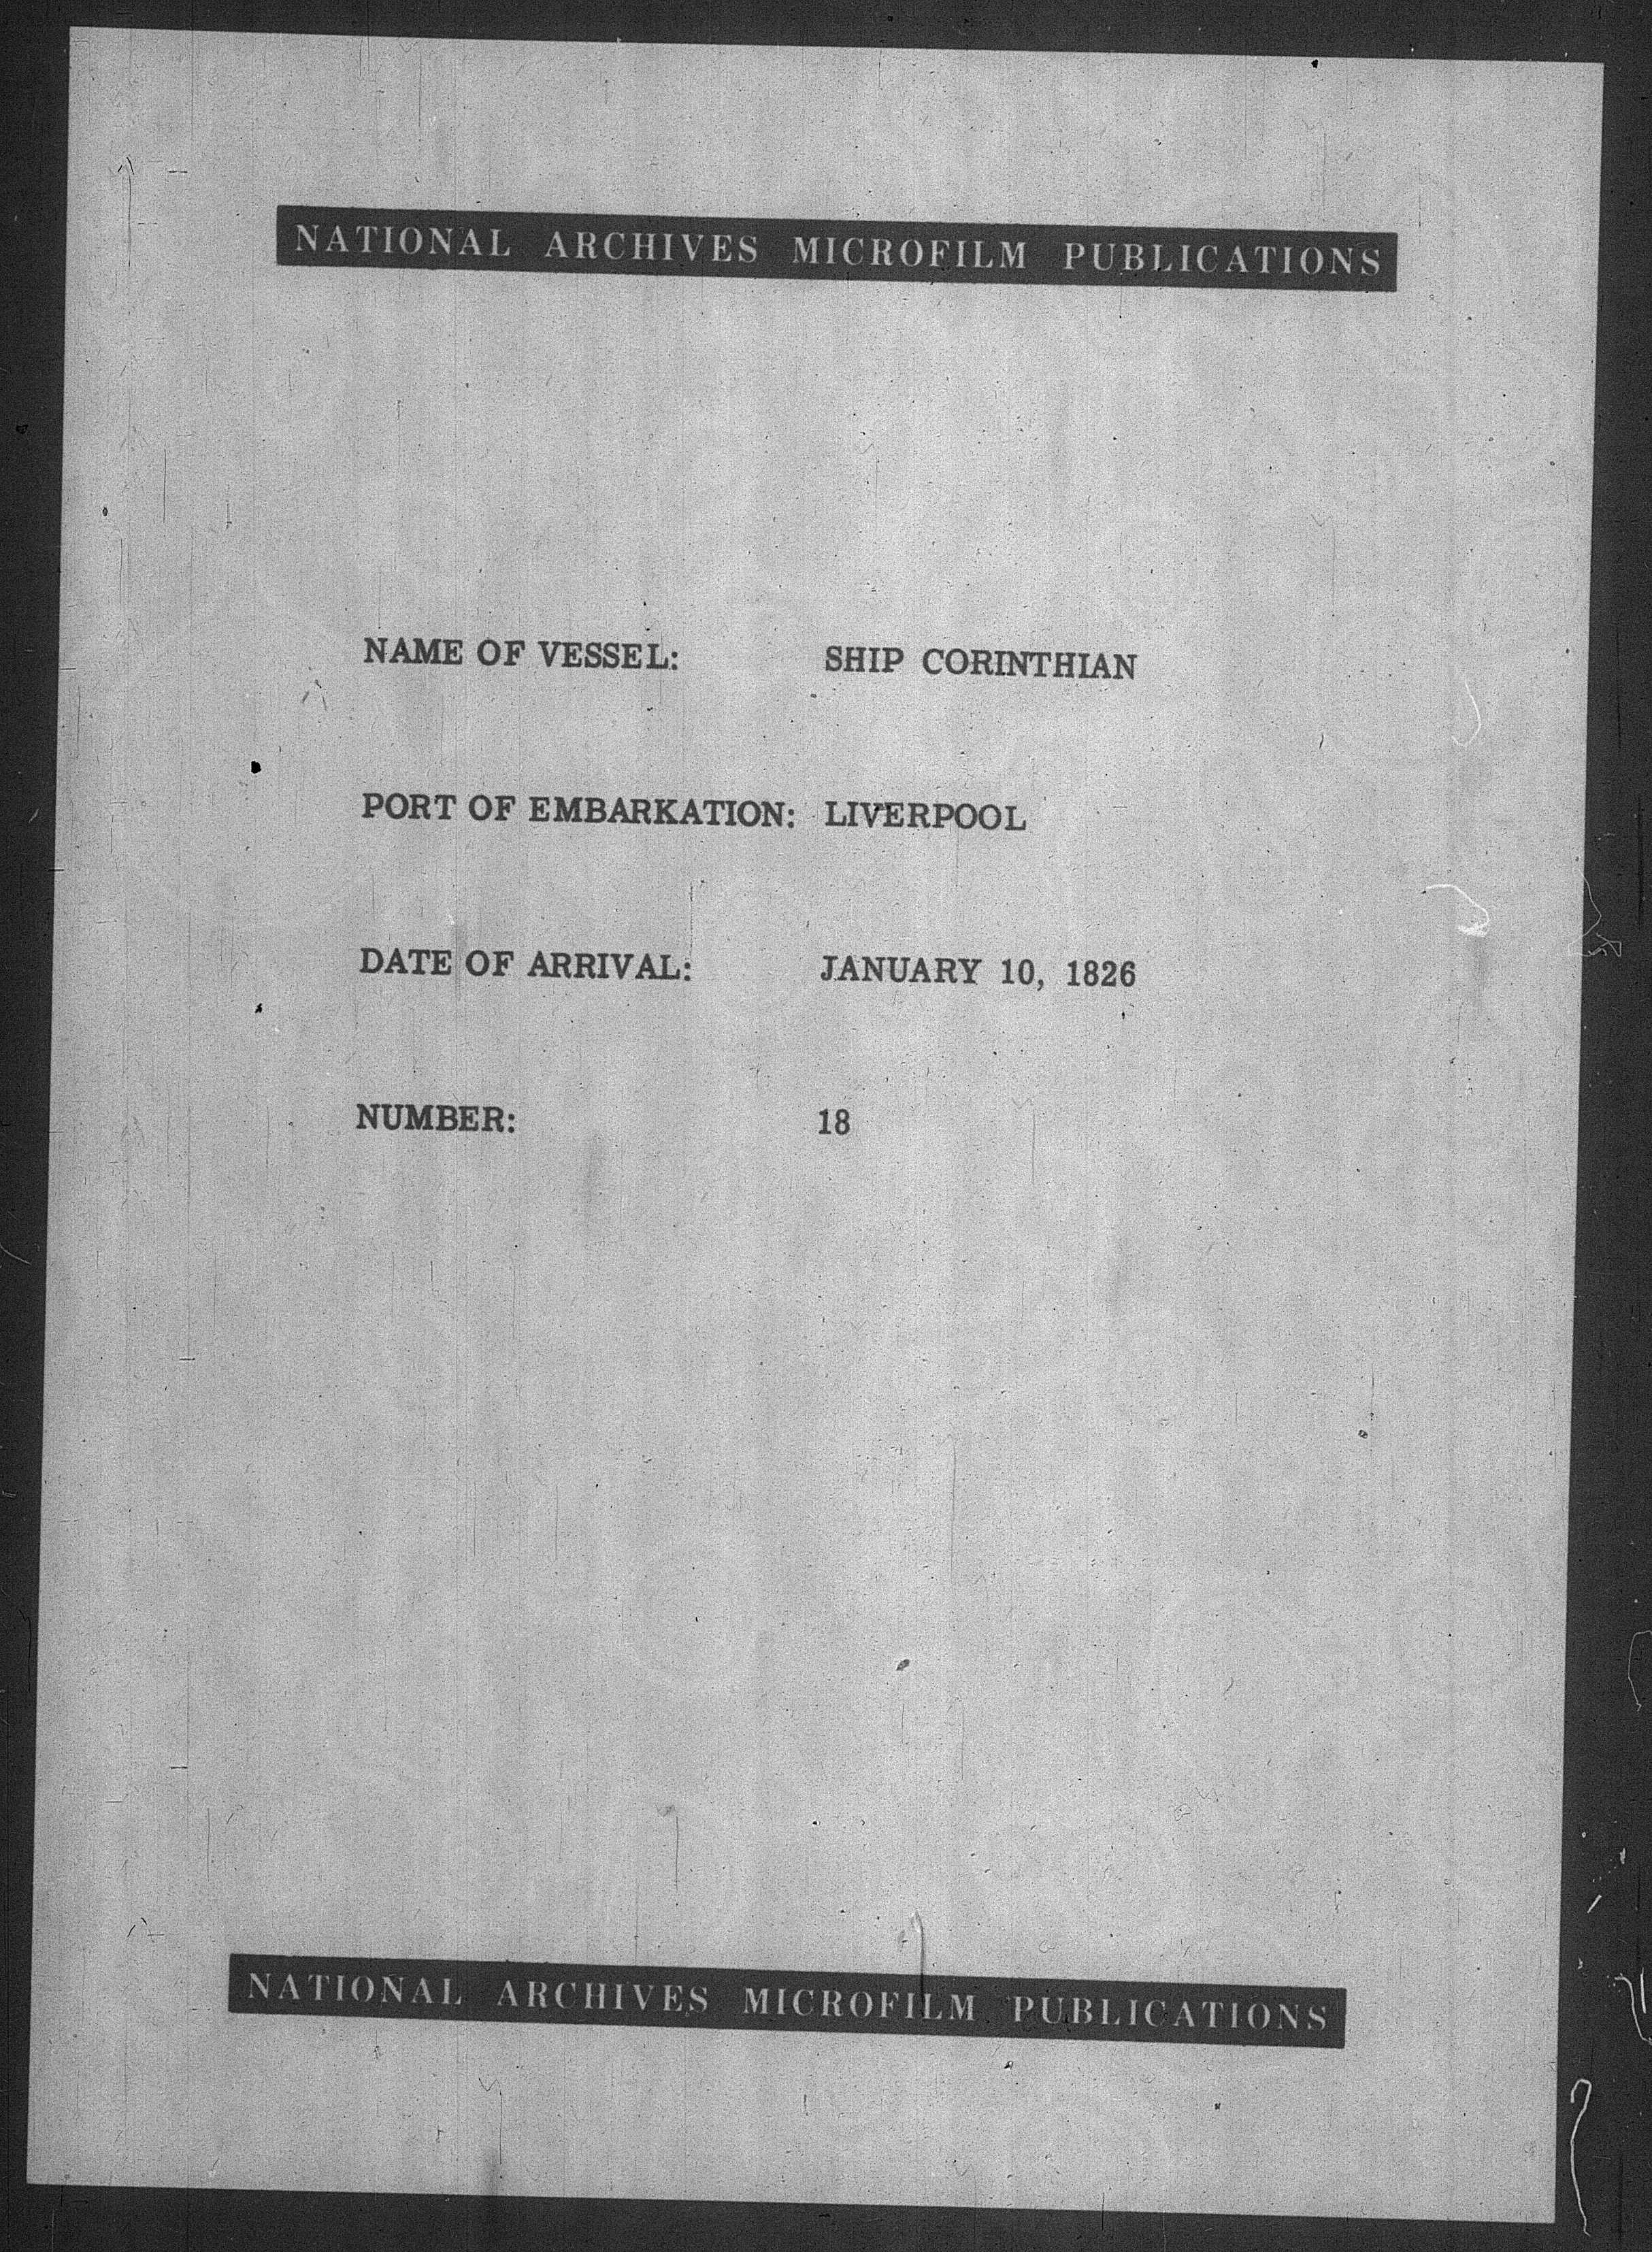 NATIONAL ARCHIVES MICROFILM PUBLICATIONS
NAME OF VESSEL: SHIP CORINTHIAN
PORT OF EMBARKATION: LIVERPOOL
DATE OF ARRIVAL: JANUARY 10, 1826
NUMBER: 18
NATIONAL ARCHIVES MICROFILM PUBLICATIONS